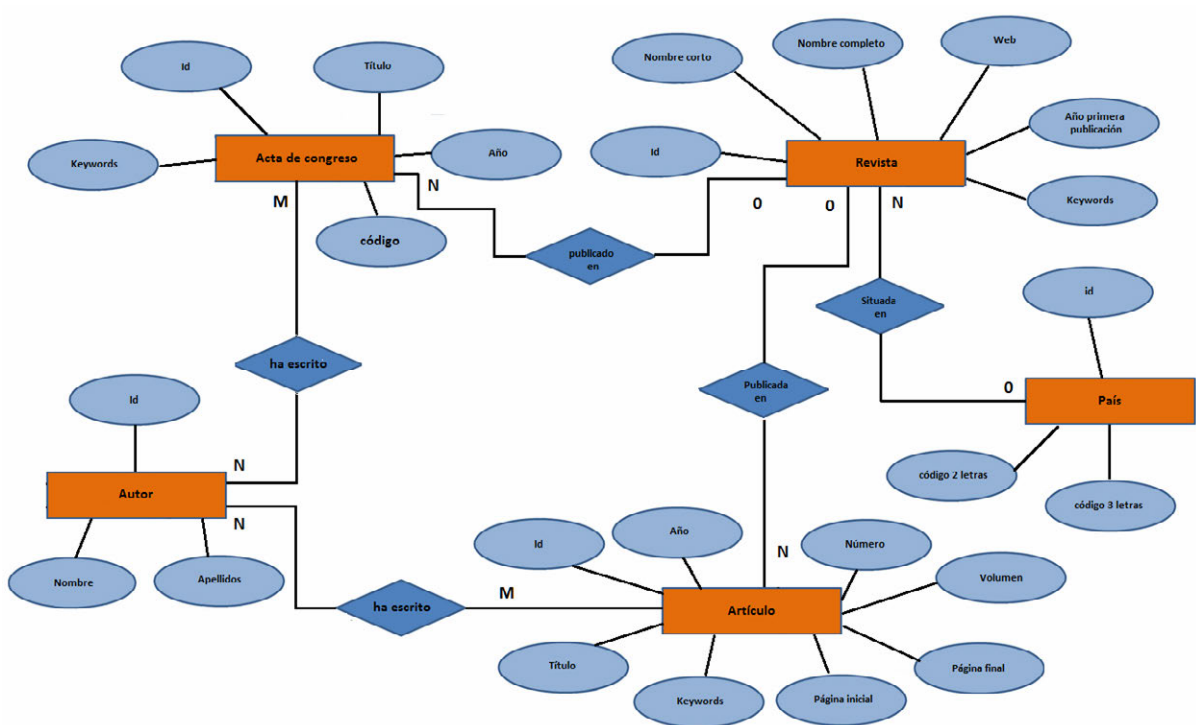 Id
Título
Acta de congreso
Keywords
Año
código
M
N
publicado
en
Nombre corto
Nombre completo
Web
Año primera
publicación
Id
Revista
Keywords
0
0
N
Situada
en
id
0
País
código 2 letras
código 3 letras
Publicada
en
N
ha escrito
N
Id
Autor
N
Nombre
Apellidos
ha escrito
M
Id
Año
Número
Volumen
Artículo
Título
Keywords
Página inicial
Página final